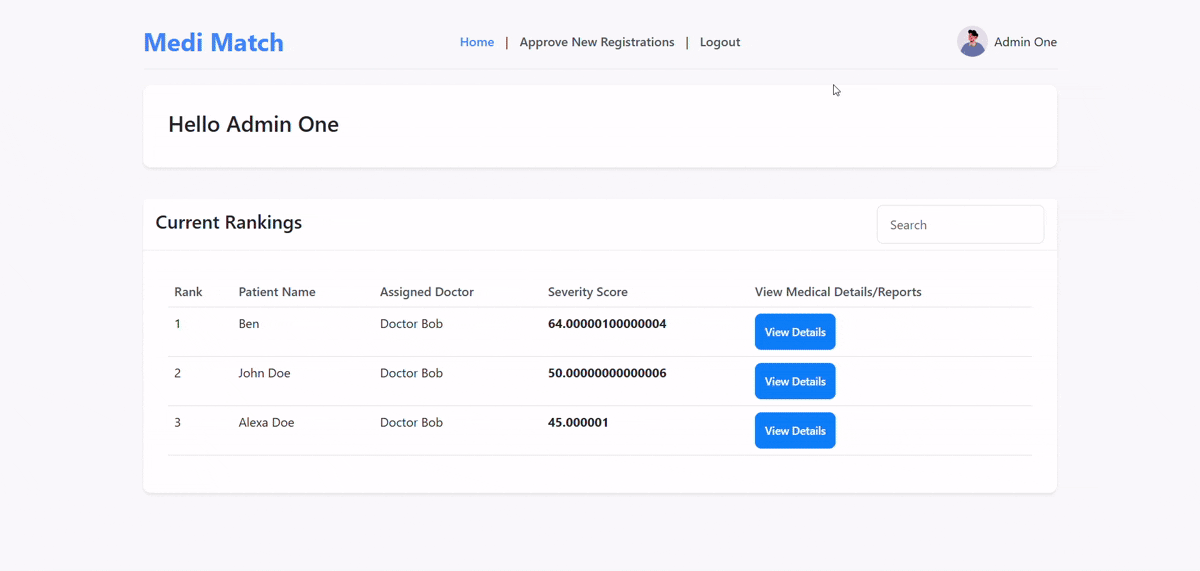 Medi Match
Home | Approve New Registrations | Logout
Admin One
Hello Admin One
Current Rankings
Search
Rank Patient Name Assigned Doctor Severity Score View Medical Details/Reports
1 Ben Doctor Bob 64.00000100000004 View Details
2 John Doe Doctor Bob 50.00000000000006 View Details
3 Alexa Doe Doctor Bob 45.000001 View Details